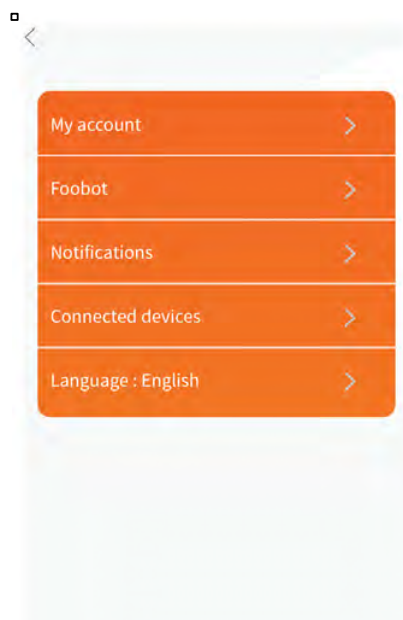 My account
Foobot
Notifications
Connected devices
Language : English